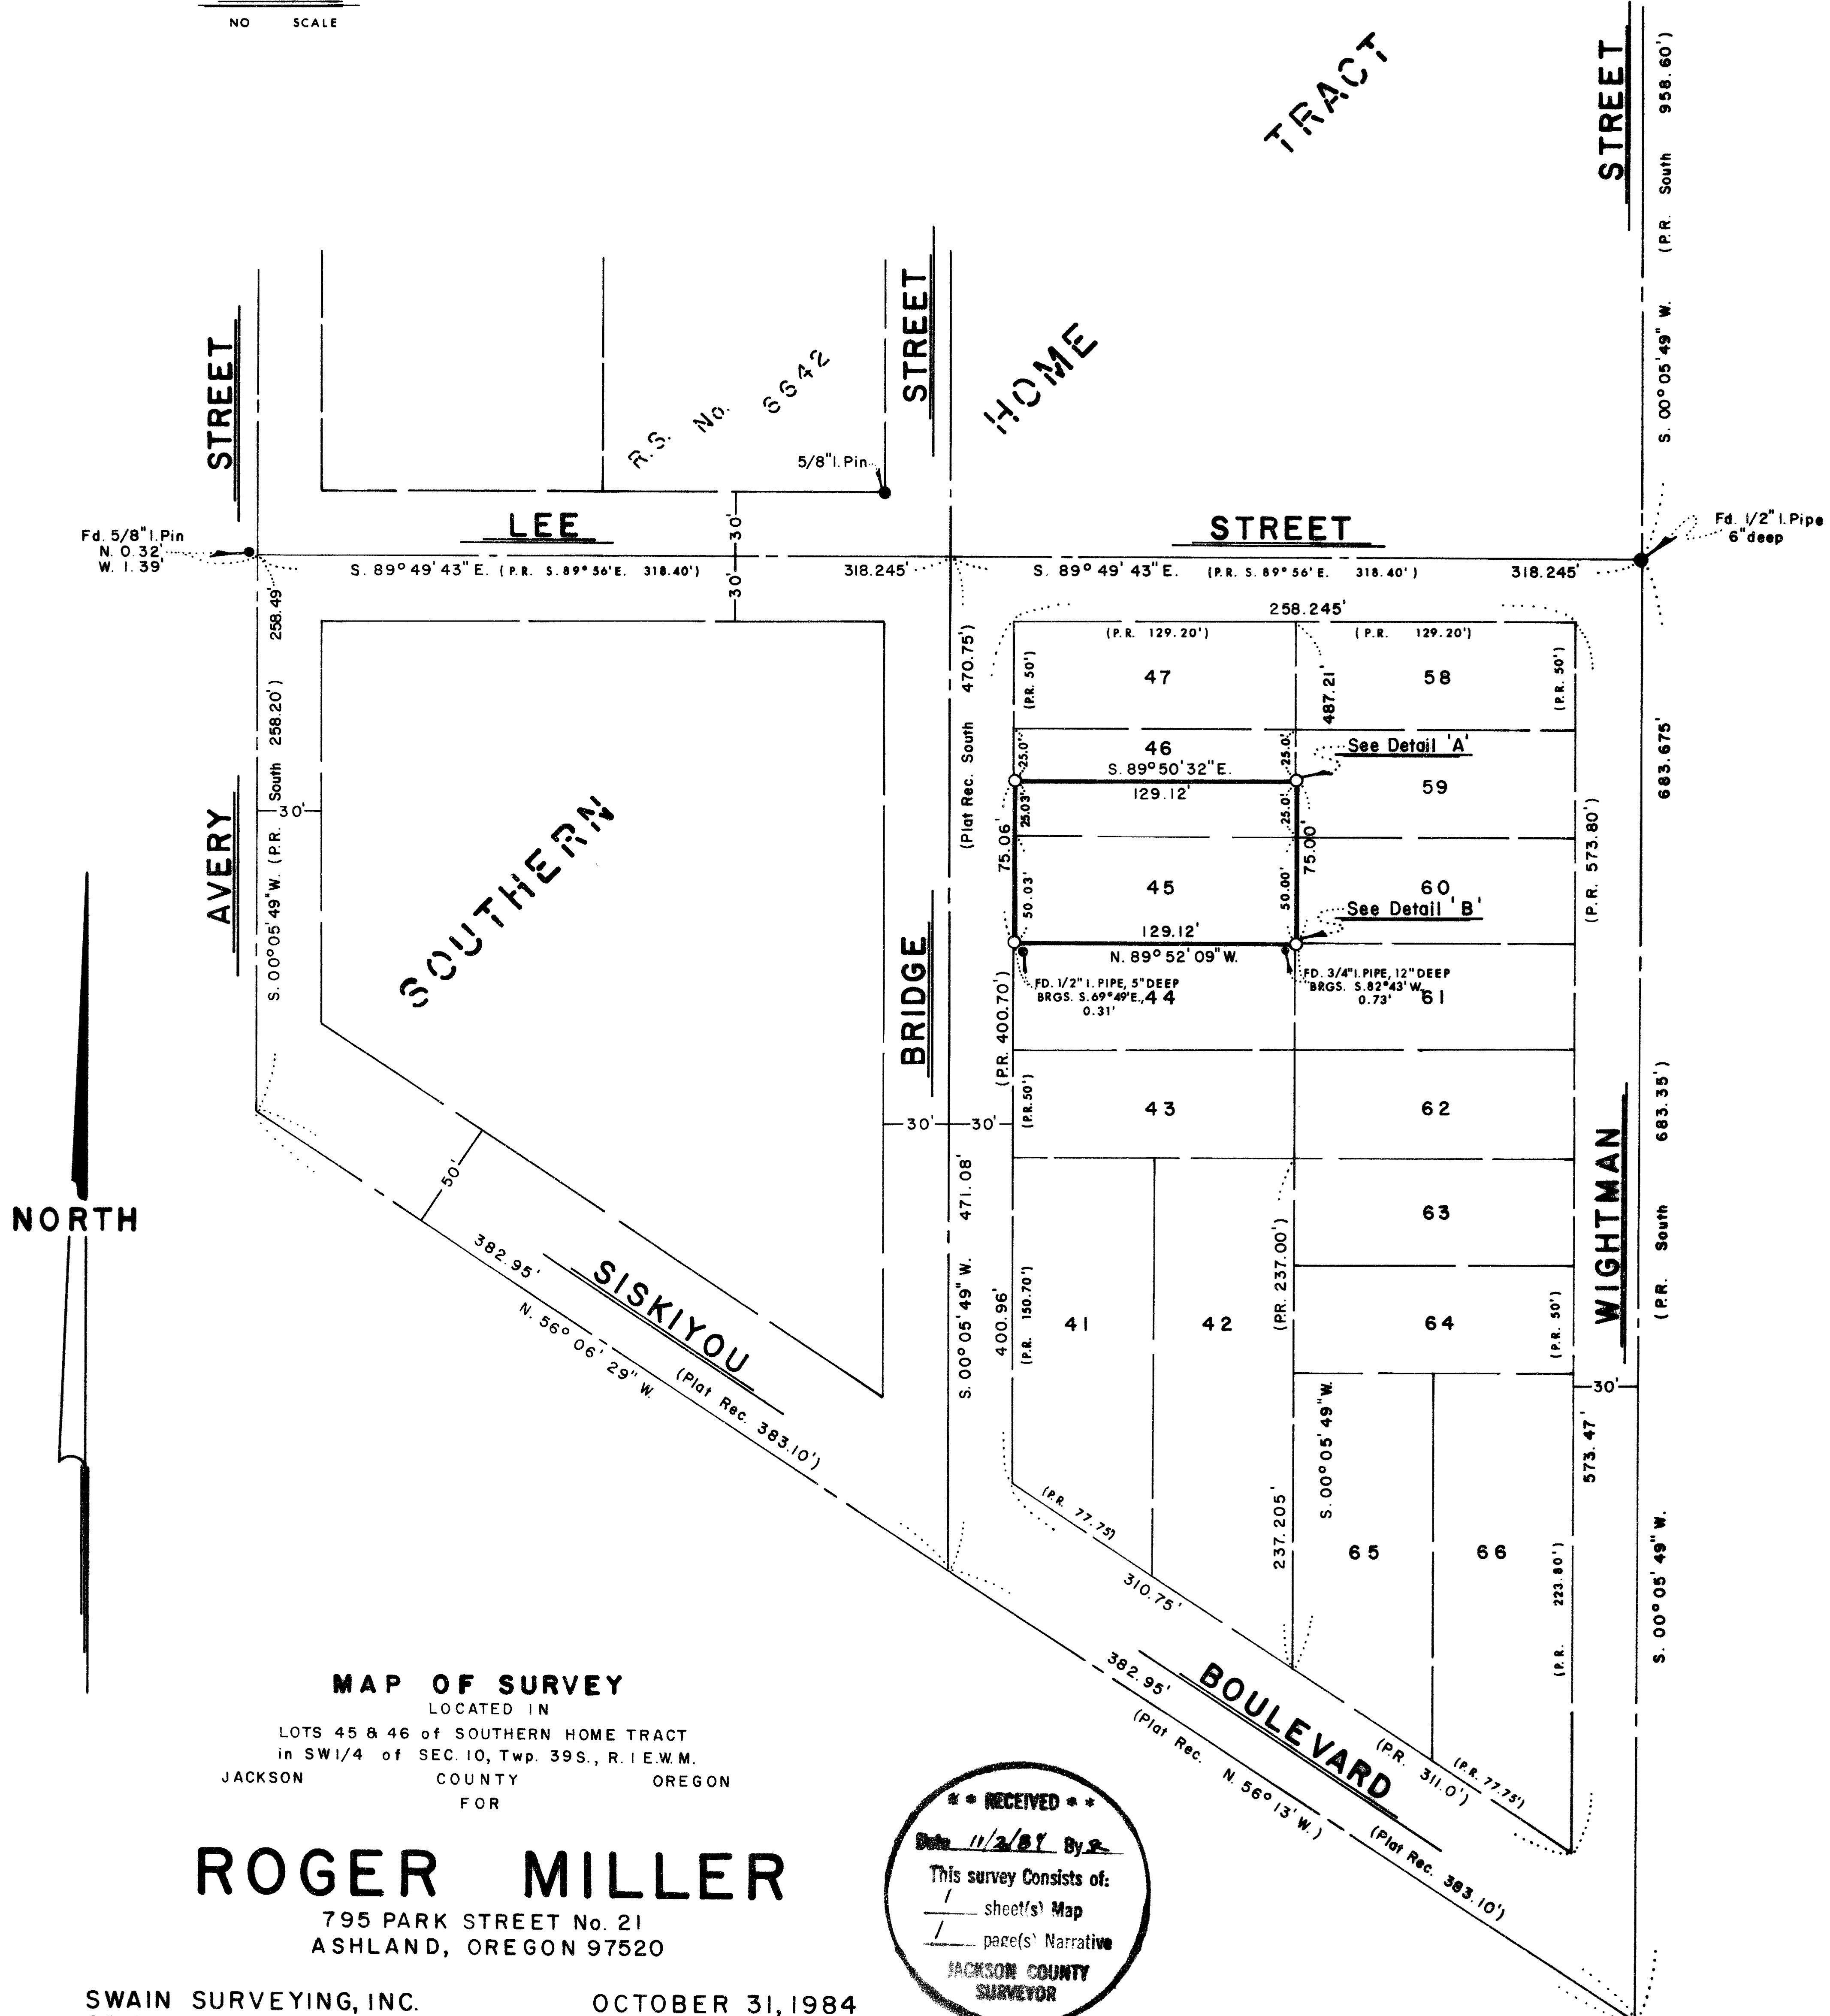 NO SCALE
TRACT
STREET
(P.R. South 958.60')
S. 00° 05' 49" W.
STREET
STREET
HOME
R.S. No. 6642
5/8" I. Pin
LEE
STREET
Fd. 5/8" I. Pin
N. 0.32'
W. 1.39'
Fd. 1/2" I. Pipe
6" deep
30'
30'
S. 89° 49' 43" E. (P.R. S. 89° 56' E. 318.40')
318.245'
S. 89° 49' 43" E. (P.R. S. 89° 56' E. 318.40')
318.245'
258.49'
258.245'
(P.R. 129.20')
(P.R. 129.20')
(P.R. 50')
47
58
(P.R. 50')
487.21'
(Plat Rec. South 470.75')
S. 00° 05' 49" W. (P.R. South 258.20')
25.0'
46
25.0'
See Detail 'A'
S. 89° 50' 32" E.
129.12'
59
683.675'
25.03'
25.0'
30'
75.06'
75.00'
(P.R. 573.80')
AVERY
SOUTHERN
50.03'
45
50.00'
60
See Detail 'B'
129.12'
N. 89° 52' 09" W.
FD. 1/2" I. PIPE, 5" DEEP
BRGS. S. 69° 49' E.,
0.31'
44
FD. 3/4" I. PIPE, 12" DEEP
BRGS. S. 82° 43' W.
0.73'
61
BRIDGE
(P.R. 400.70')
(P.R. 50')
43
62
30'
30'
NORTH
50'
471.08'
S. 00° 05' 49" W.
63
WIGHTMAN
(P.R. South 683.35')
(P.R. 237.00')
382.95'
SISKIYOU
N. 56° 06' 29" W.
(Plat Rec. 383.10')
400.96'
(P.R. 150.70')
41
42
64
(P.R. 50')
30'
S. 00° 05' 49" W.
573.47'
237.205'
(P.R. 77.75')
65
66
(P.R. 223.80')
S. 00° 05' 49" W.
310.75'
382.95'
BOULEVARD
(Plat Rec. N. 56° 13' W.)
(P.R. 311.0')
(P.R. 77.75')
(Plat Rec. 383.10')
MAP OF SURVEY
LOCATED IN
LOTS 45 & 46 of SOUTHERN HOME TRACT
in SW1/4 of SEC. 10, Twp. 39S., R. 1 E.W.M.
JACKSON COUNTY OREGON
FOR
ROGER MILLER
795 PARK STREET No. 21
ASHLAND, OREGON 97520
SWAIN SURVEYING, INC.
OCTOBER 31, 1984
* * RECEIVED * *
Date 11/2/84 By
This survey Consists of:
1 sheet(s) Map
1 page(s) Narrative
JACKSON COUNTY
SURVEYOR